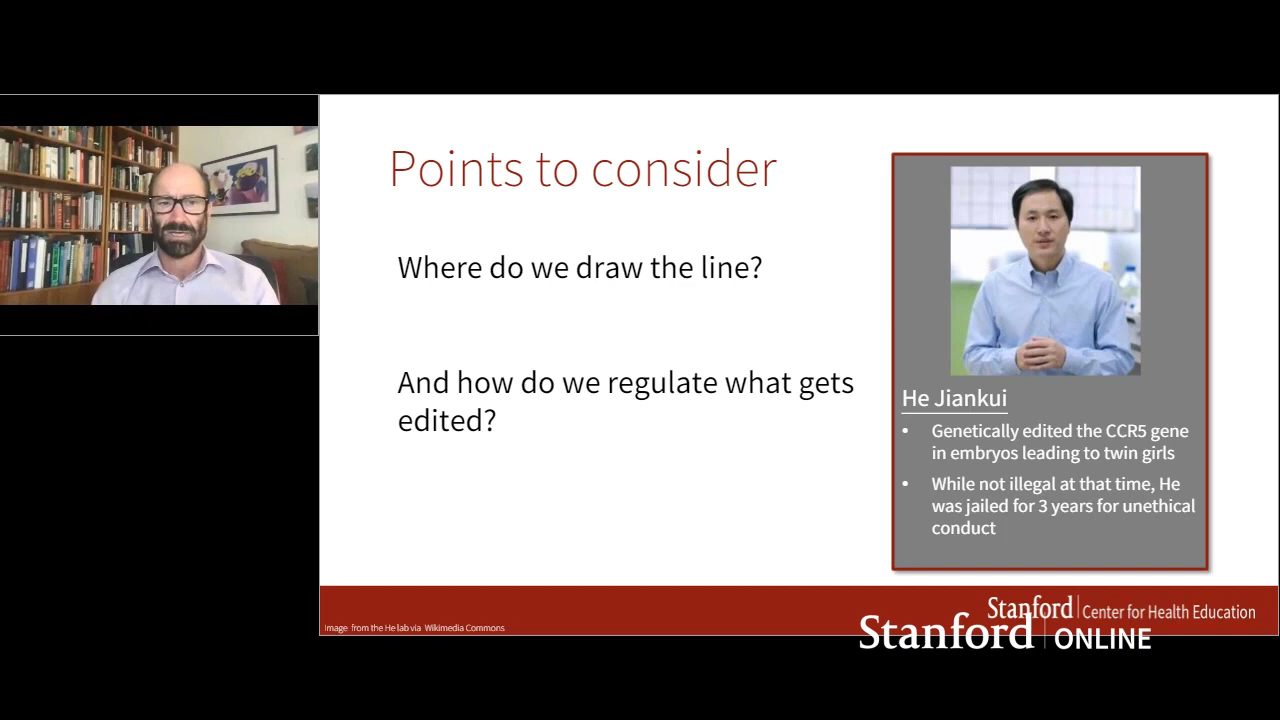 Points to consider
Where do we draw the line?
And how do we regulate what gets
edited?
He Jiankui
• Genetically edited the CCR5 gene
in embryos leading to twin girls
• While not illegal at that time, He
was jailed for 3 years for unethical
conduct
Image from the He lab via Wikimedia Commons
Stanford | Center for Health Education
Stanford | ONLINE